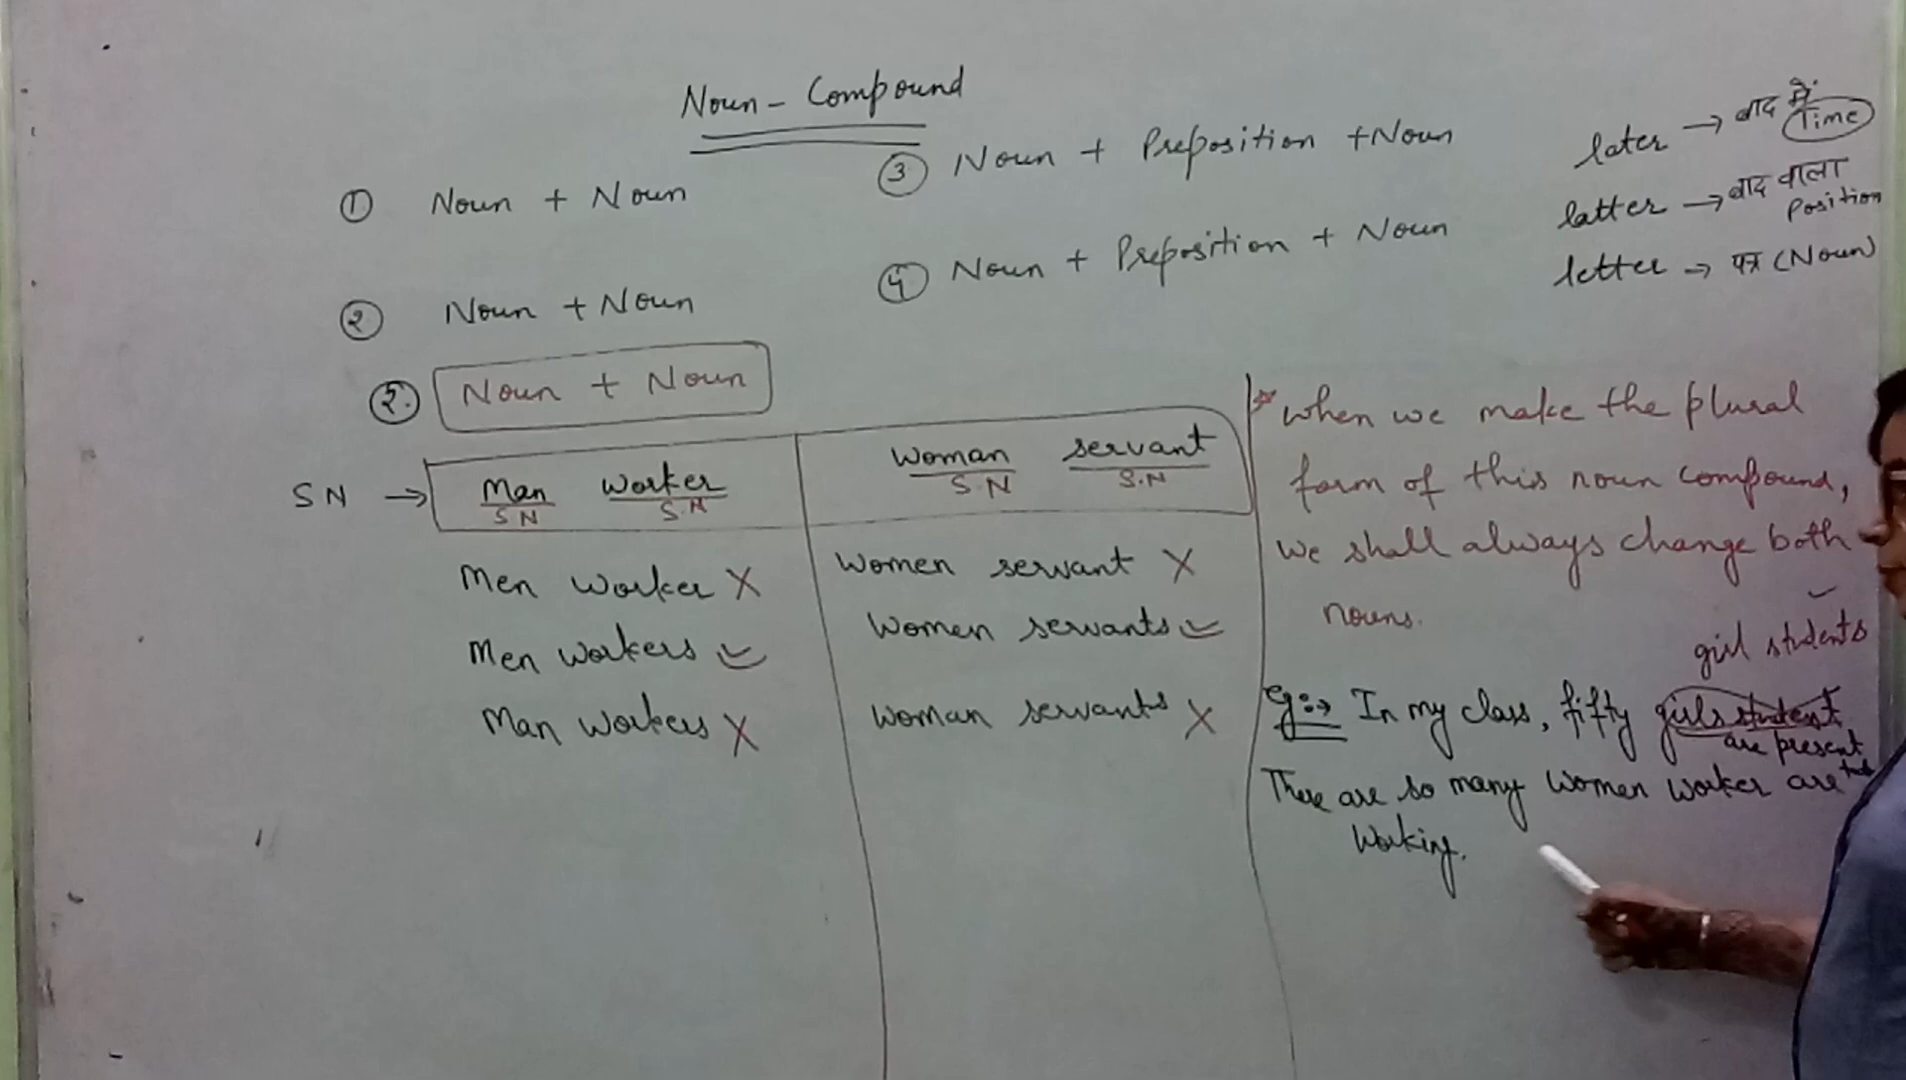 Noun - Compound
① Noun + Noun
② Noun + Noun
③ Noun + Preposition + Noun
④ Noun + Preposition + Noun
later → बाद में Time
latter → बाद वाला Position
letter → पत्र (Noun)
②. Noun + Noun
SN → Man Worker
SN S.N
Men Worker X
Men Workers ✓
Man Workers X
Woman servant
S.N S.N
Women servant X
Women servants ✓
Woman servants X
* When we make the plural
form of this noun compound,
we shall always change both
nouns.
girl students
eg:→ In my class, fifty girls student
are present
There are so many women worker are
working.